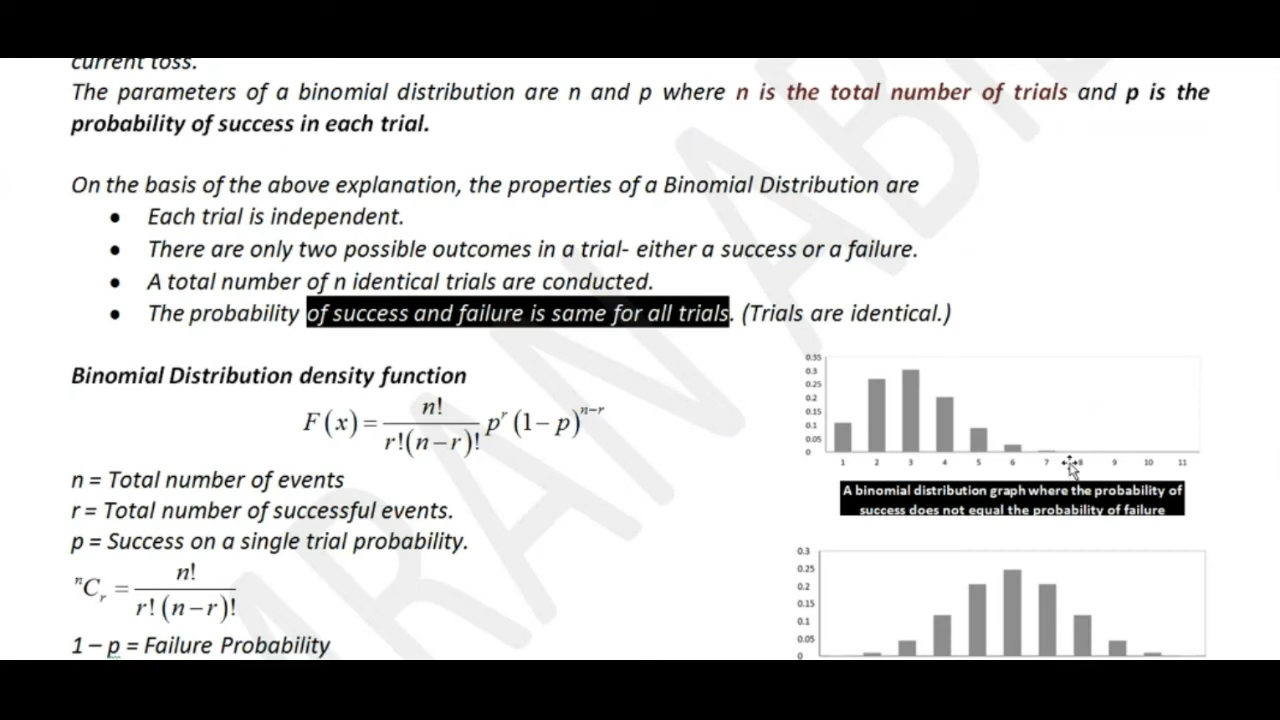 current toss.
The parameters of a binomial distribution are n and p where n is the total number of trials and p is the
probability of success in each trial.
On the basis of the above explanation, the properties of a Binomial Distribution are
• Each trial is independent.
• There are only two possible outcomes in a trial- either a success or a failure.
• A total number of n identical trials are conducted.
• The probability of success and failure is same for all trials. (Trials are identical.)
Binomial Distribution density function
F(x) = n! / r!(n−r)! p^r (1−p)^n−r
n = Total number of events
r = Total number of successful events.
p = Success on a single trial probability.
nCr = n! / r!(n−r)!
1 – p = Failure Probability
0.35
0.3
0.25
0.2
0.15
0.1
0.05
0
1 2 3 4 5 6 7 8 9 10 11
A binomial distribution graph where the probability of
success does not equal the probability of failure
0.3
0.25
0.2
0.15
0.1
0.05
0